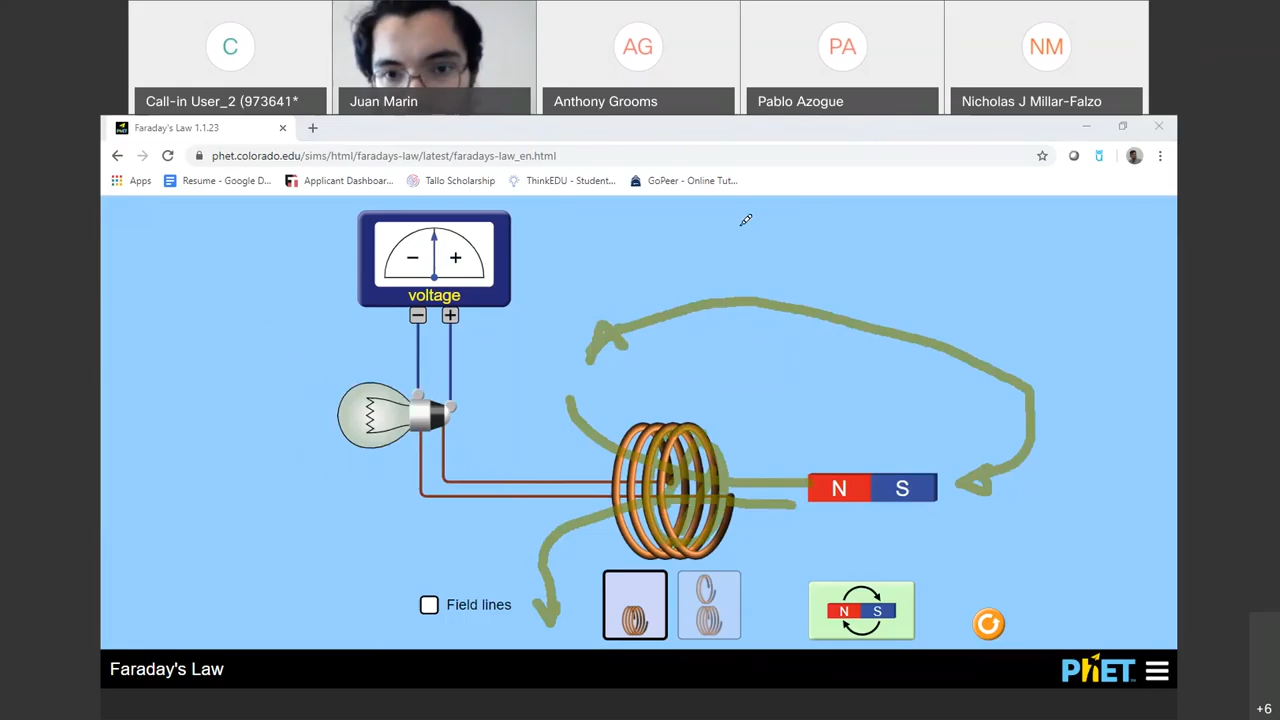 C
AG
PA
NM
Call-in User_2 (973641*
Juan Marin
Anthony Grooms
Pablo Azogue
Nicholas J Millar-Falzo
Faraday's Law 1.1.23
phet.colorado.edu/sims/html/faradays-law/latest/faradays-law_en.html
Apps
Resume - Google D...
Applicant Dashboar...
Tallo Scholarship
ThinkEDU - Student...
GoPeer - Online Tut...
− +
voltage
− +
N S
Field lines
N S
Faraday's Law
PhET
+6